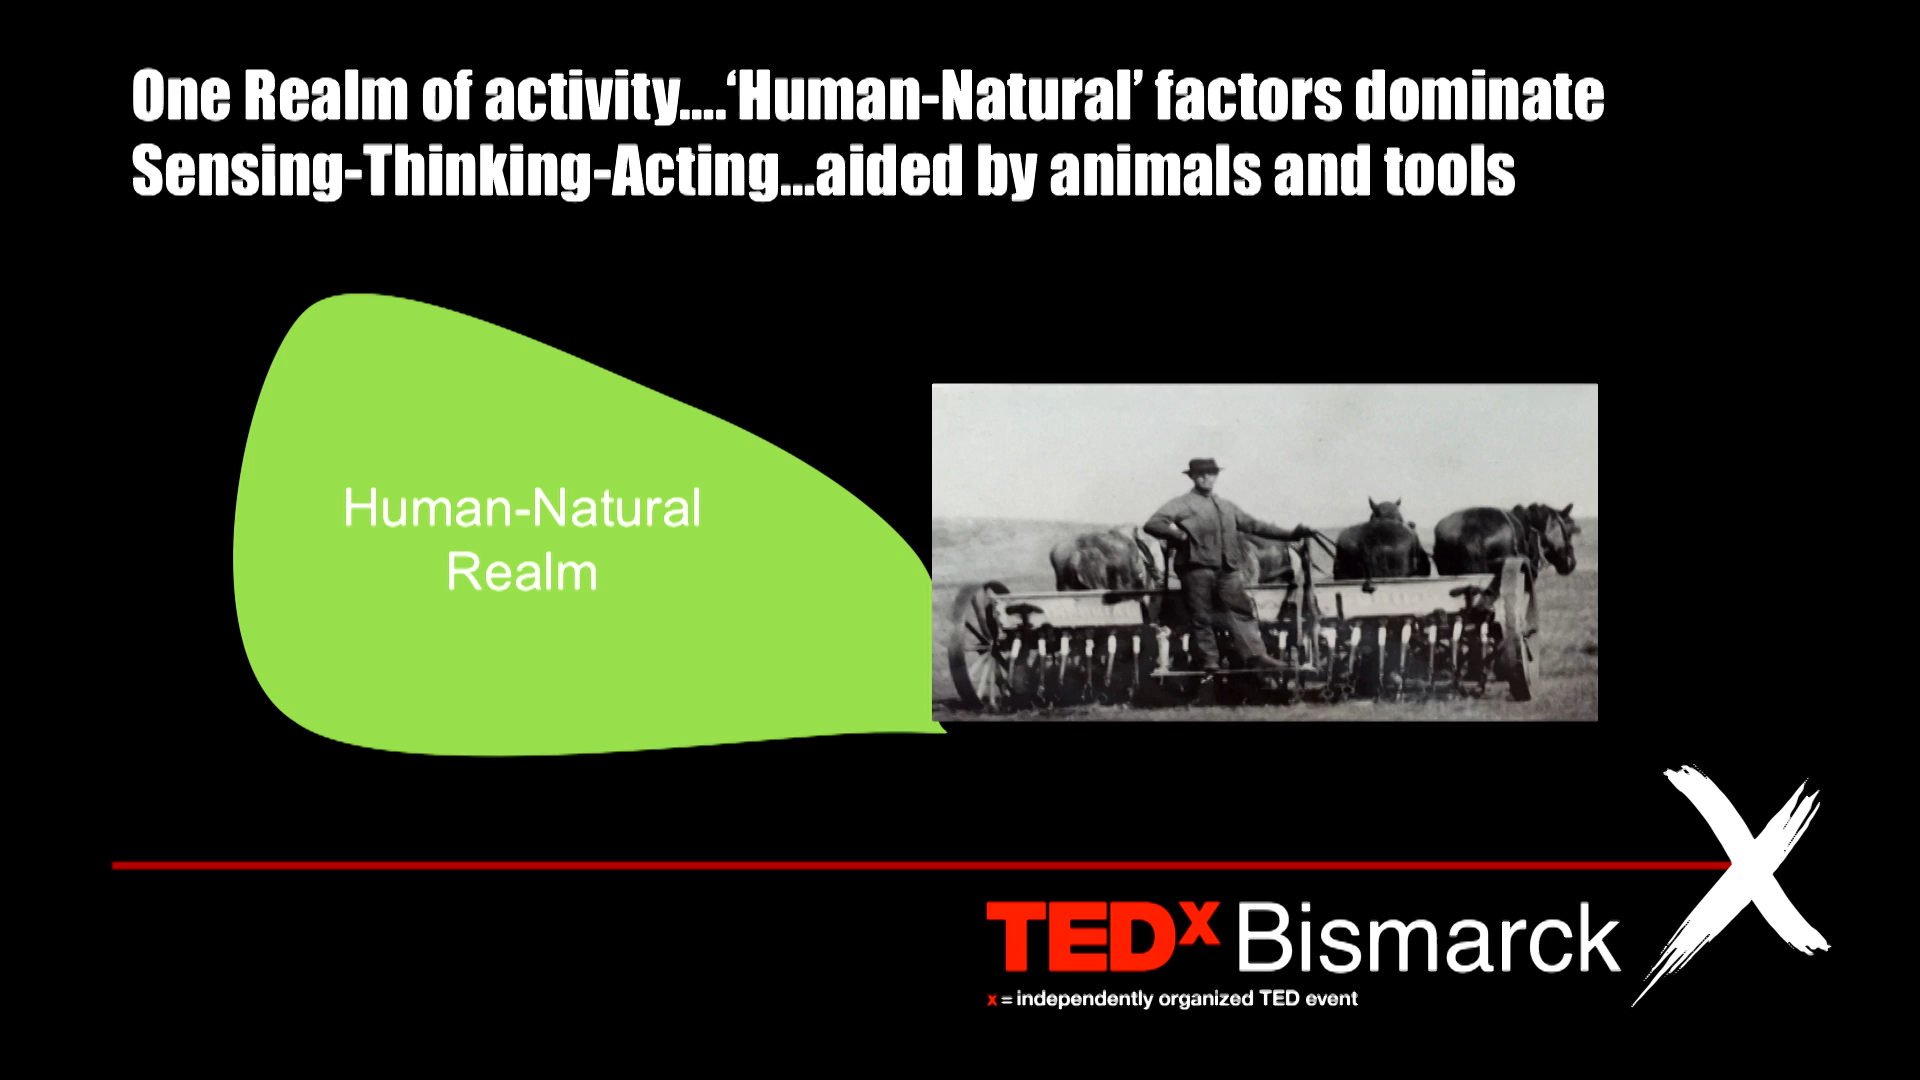 One Realm of activity....‘Human-Natural’ factors dominate
Sensing-Thinking-Acting...aided by animals and tools
Human-Natural
Realm
TEDx Bismarck
x = independently organized TED event